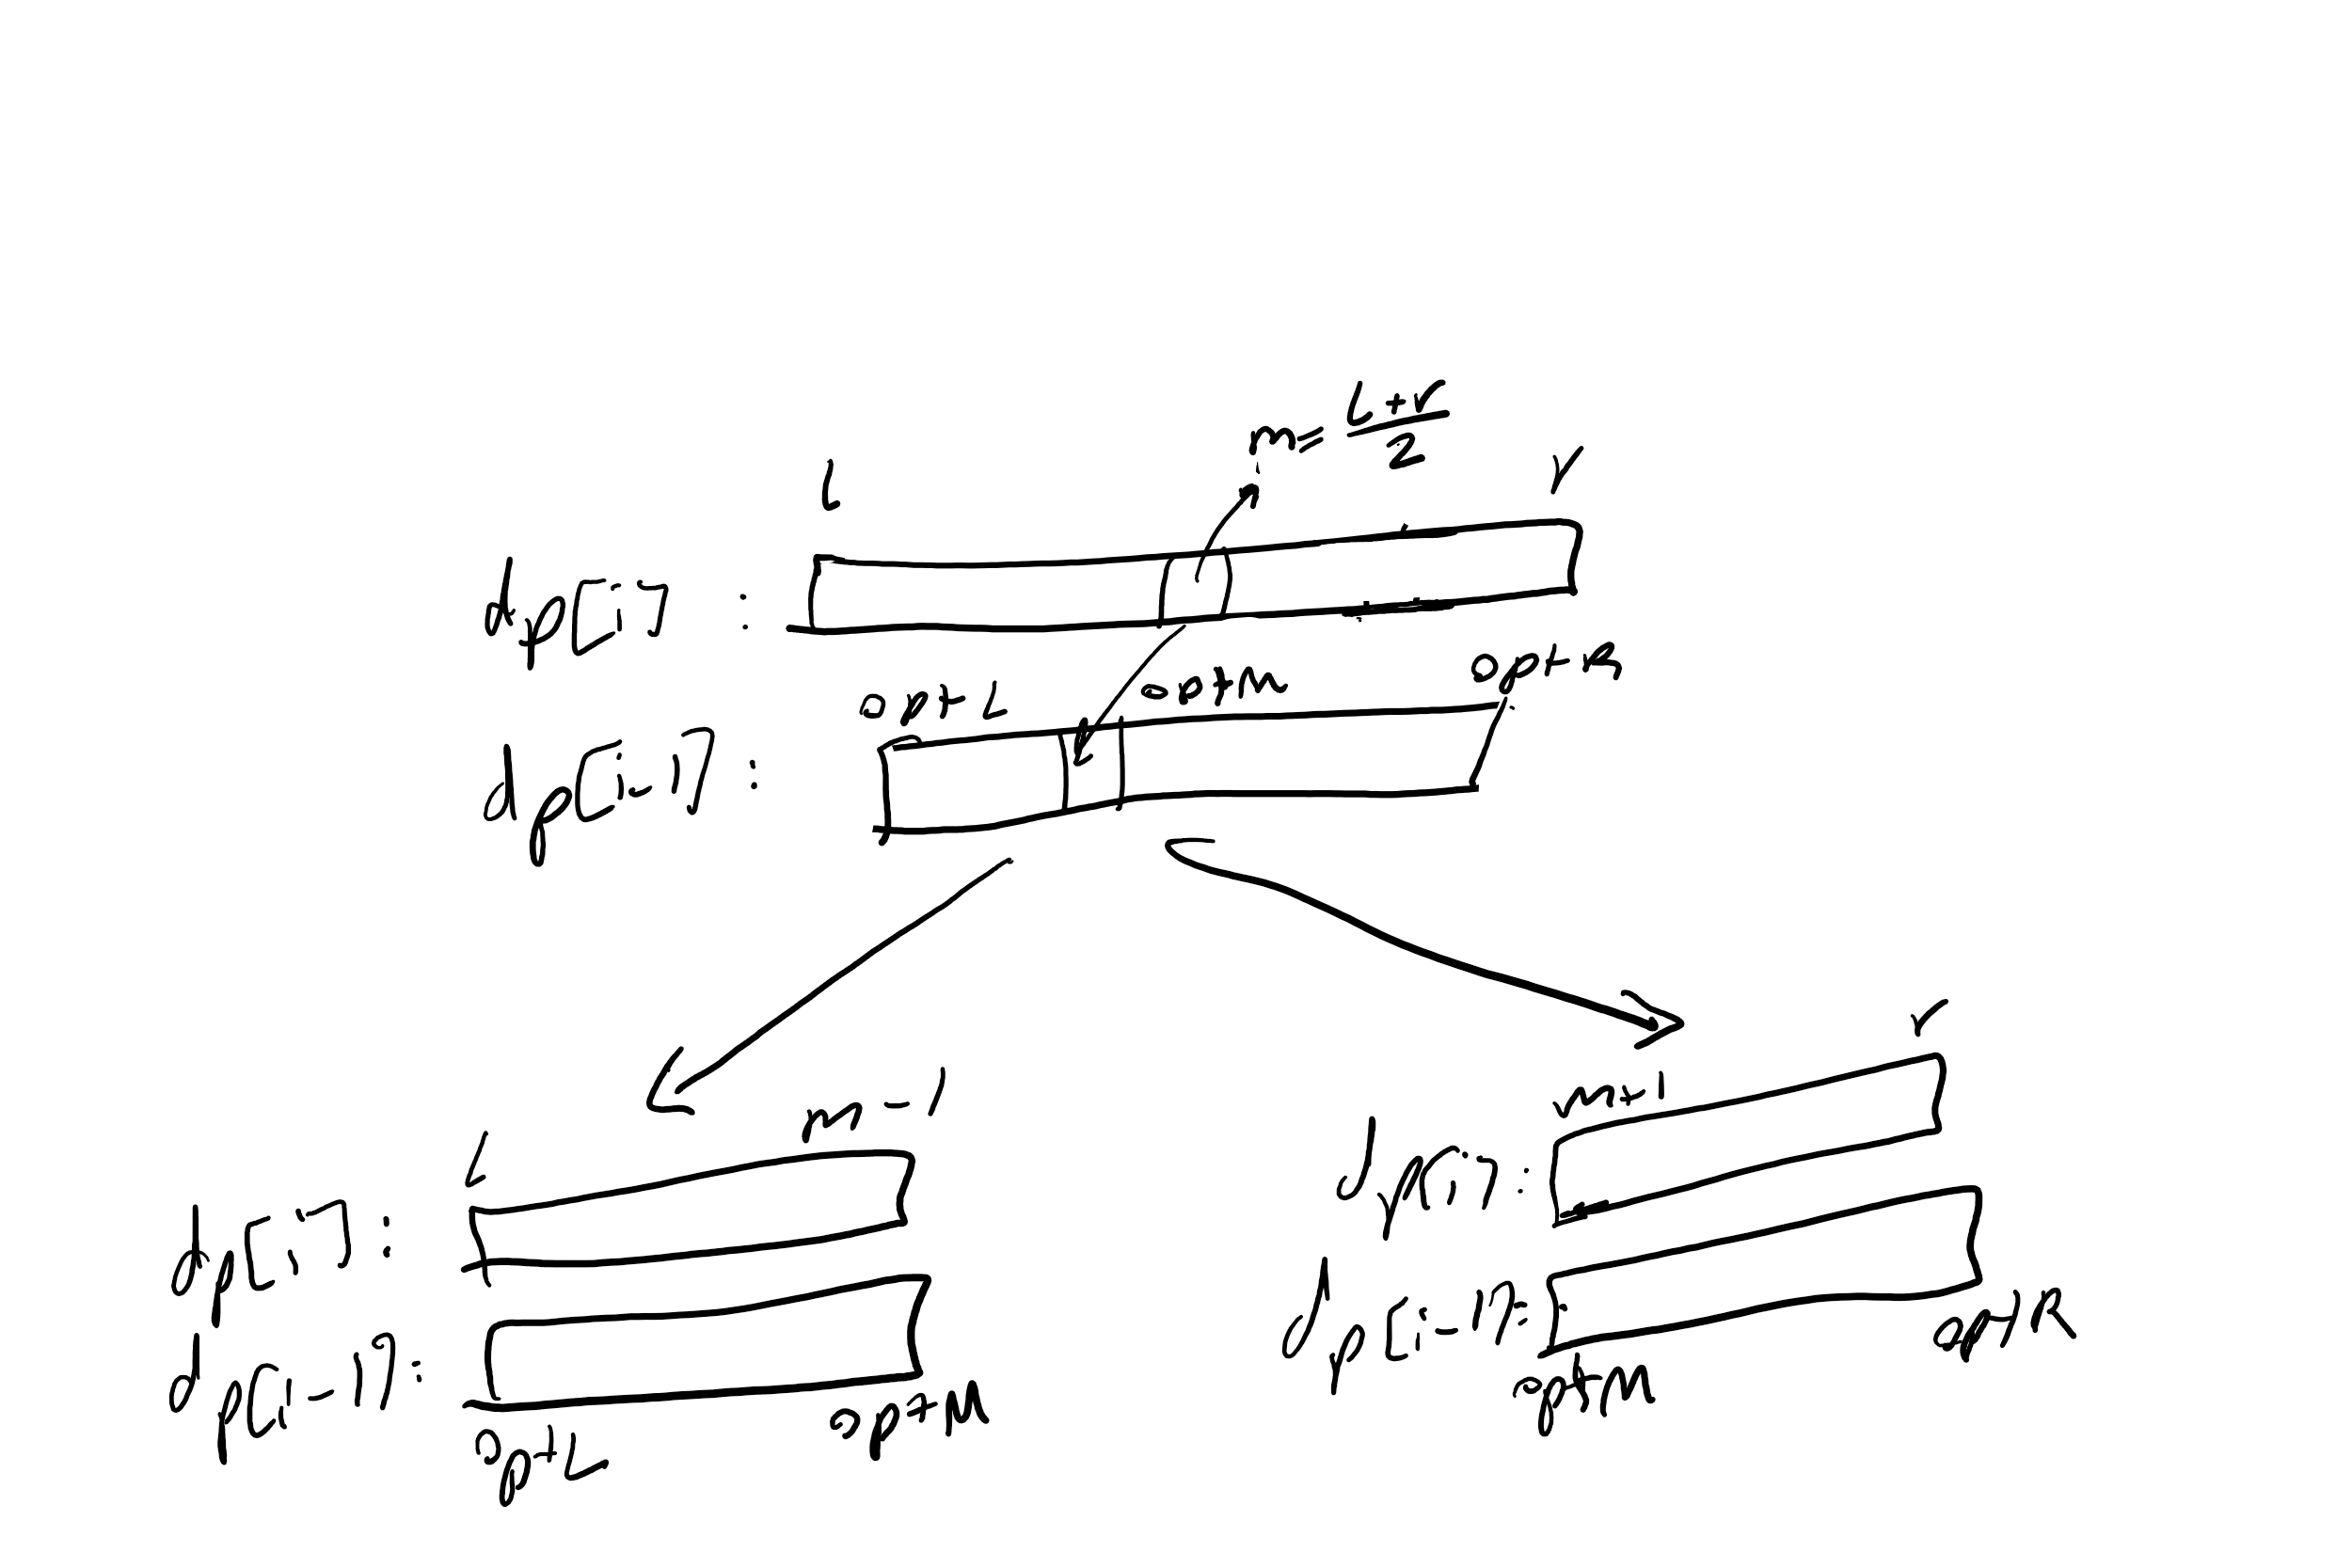 m = L+r / 2
L r
dp[i] :
optL optM optR
dp[i-1] :
r
m-1 m+1
L
dp[i] : dp[i] :
dp[i-1] : dp[i-1] :
optL optM optM optR